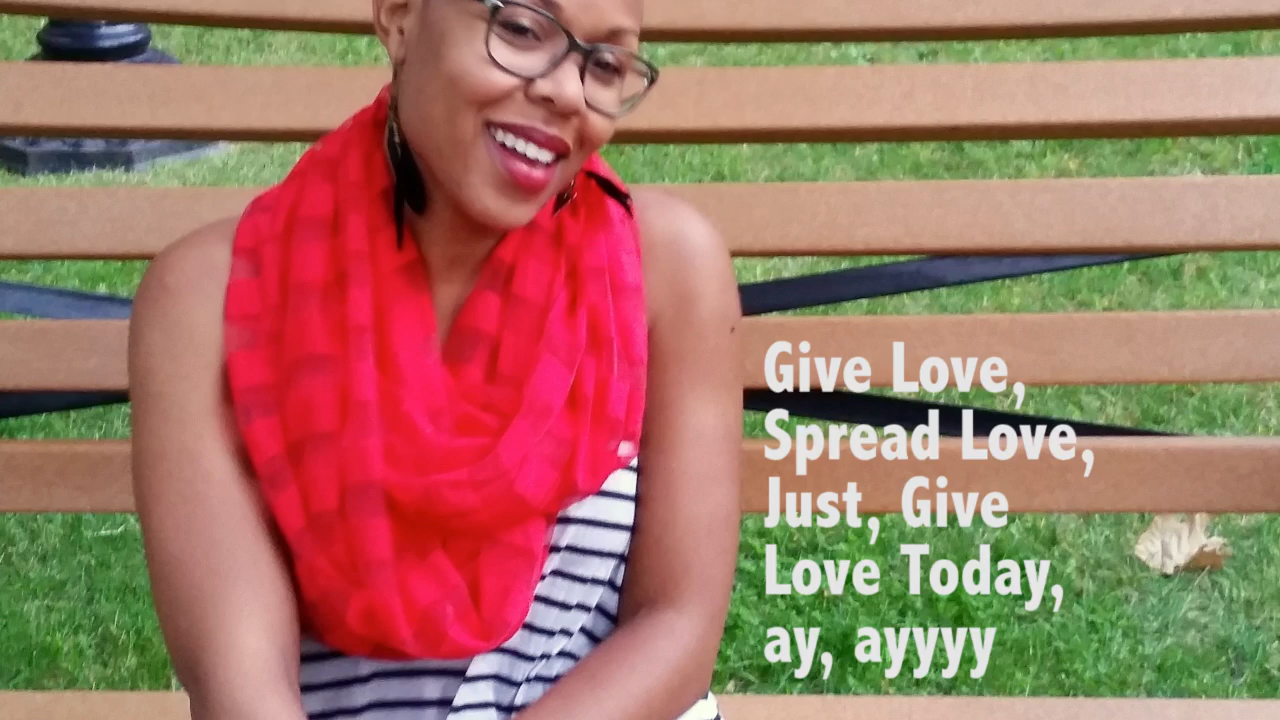 Give Love,
Spread Love,
Just, Give
Love Today,
ay, ayyyy